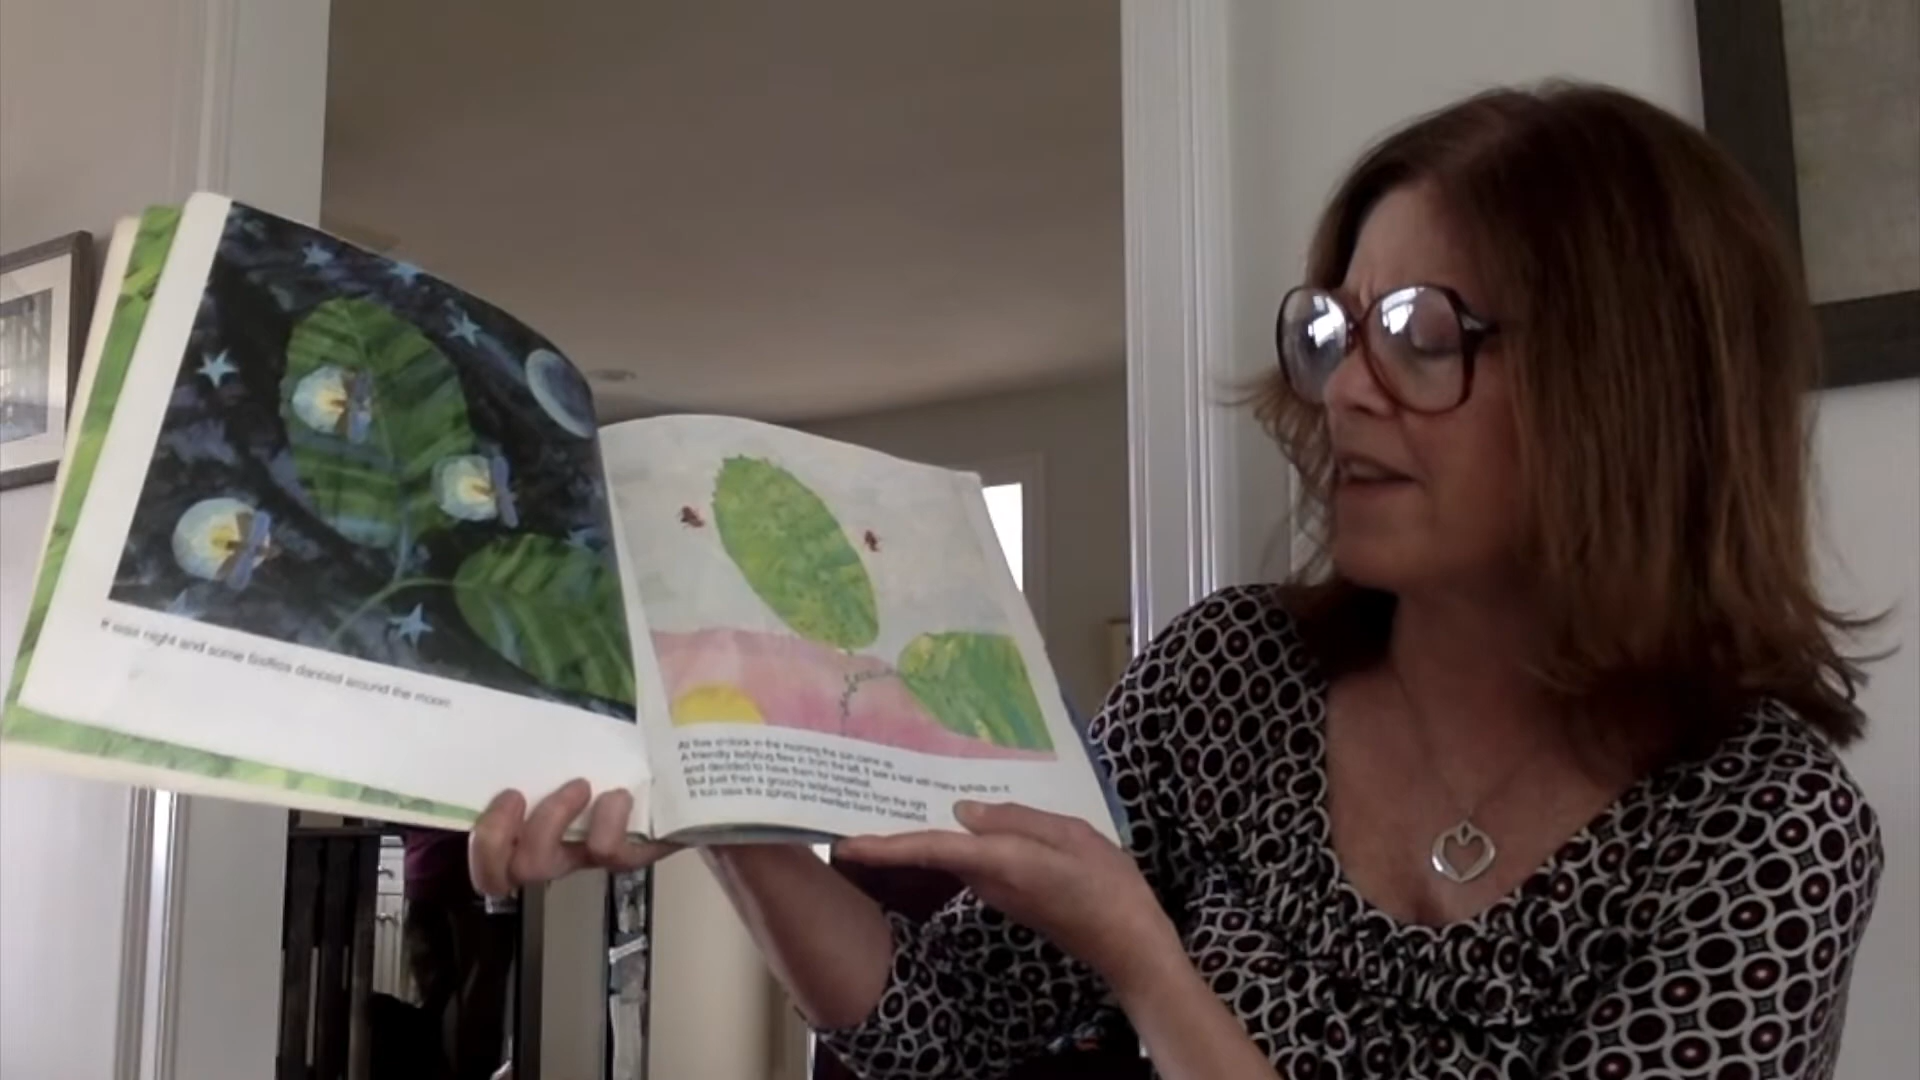 It was night and some fireflies danced around the moon.
At five o'clock in the morning the sun came up.
A friendly ladybug flew in from the left. It saw a leaf with many aphids on it,
and decided to have them for breakfast.
But just then a grouchy ladybug flew in from the right.
It too saw the aphids and wanted them for breakfast.